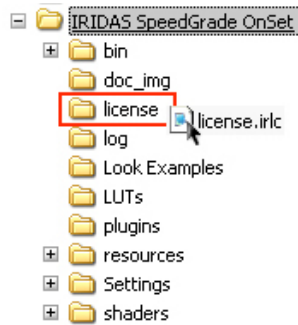 IRIDAS SpeedGrade OnSet
bin
doc_img
license
license.irlc
log
Look Examples
LUTs
plugins
resources
Settings
shaders